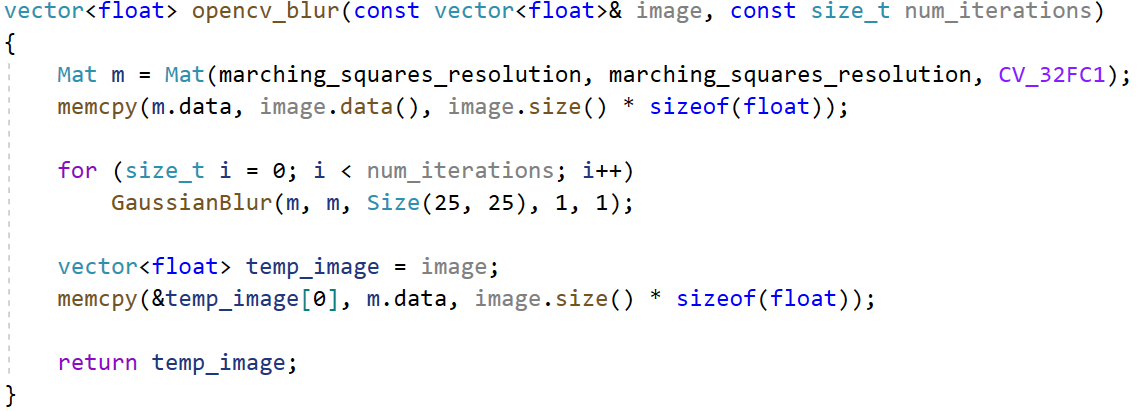 vector<float> opencv_blur(const vector<float>& image, const size_t num_iterations)
{
    Mat m = Mat(marching_squares_resolution, marching_squares_resolution, CV_32FC1);
    memcpy(m.data, image.data(), image.size() * sizeof(float));

    for (size_t i = 0; i < num_iterations; i++)
        GaussianBlur(m, m, Size(25, 25), 1, 1);

    vector<float> temp_image = image;
    memcpy(&temp_image[0], m.data, image.size() * sizeof(float));

    return temp_image;
}